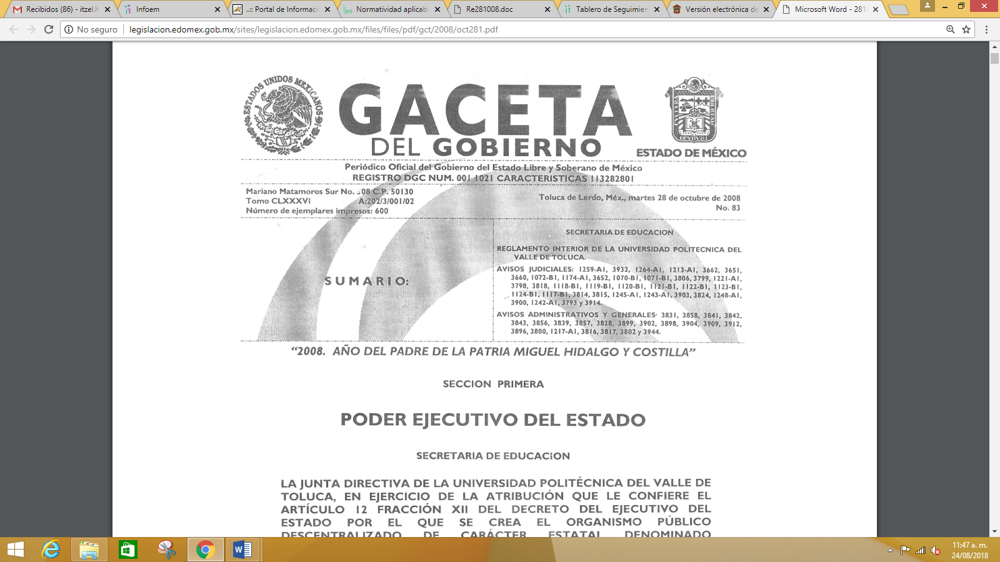 Recibidos (86) - itzel.h
Infoem
..:: Portal de Informaci
Normatividad aplicab
Re281008.doc
Tablero de Seguimien
Versión electrónica de
Microsoft Word - 281
No seguro
legislacion.edomex.gob.mx/sites/legislacion.edomex.gob.mx/files/files/pdf/gct/2008/oct281.pdf
ESTADOS UNIDOS MEXICANOS
GACETA
DEL GOBIERNO
LIBERTAD
TRABAJO
ESTADO DE MÉXICO
Periódico Oficial del Gobierno del Estado Libre y Soberano de México
REGISTRO DGC NUM. 001 1021 CARACTERISTICAS 113282801
Mariano Matamoros Sur No. 308 C.P. 50130
Tomo CLXXXVI A:202/3/001/02
Número de ejemplares impresos: 600
Toluca de Lerdo, Méx., martes 28 de octubre de 2008
No. 83
S U M A R I O:
SECRETARIA DE EDUCACION
REGLAMENTO INTERIOR DE LA UNIVERSIDAD POLITECNICA DEL
VALLE DE TOLUCA.
AVISOS JUDICIALES: 1259-A1, 3932, 1264-A1, 1213-A1, 3662, 3651,
3660, 1072-B1, 1174-A1, 3652, 1070-B1, 1071-B1, 3806, 3799, 1221-A1,
3798, 3818, 1118-B1, 1119-B1, 1120-B1, 1121-B1, 1122-B1, 1123-B1,
1124-B1, 1117-B1, 3814, 3815, 1245-A1, 1243-A1, 3903, 3824, 1248-A1,
3900, 1242-A1, 3793 y 3914.
AVISOS ADMINISTRATIVOS Y GENERALES: 3831, 3858, 3841, 3842,
3843, 3856, 3839, 3857, 3828, 3899, 3902, 3898, 3904, 3909, 3912,
3896, 3800, 1217-A1, 3816, 3817, 3802 y 3944.
“2008. AÑO DEL PADRE DE LA PATRIA MIGUEL HIDALGO Y COSTILLA”
SECCION PRIMERA
PODER EJECUTIVO DEL ESTADO
SECRETARIA DE EDUCACION
LA JUNTA DIRECTIVA DE LA UNIVERSIDAD POLITÉCNICA DEL VALLE DE
TOLUCA, EN EJERCICIO DE LA ATRIBUCIÓN QUE LE CONFIERE EL
ARTÍCULO 12 FRACCIÓN XII DEL DECRETO DEL EJECUTIVO DEL
ESTADO POR EL QUE SE CREA EL ORGANISMO PÚBLICO
DESCENTRALIZADO DE CARÁCTER ESTATAL DENOMINADO
11:47 a. m.
24/08/2018